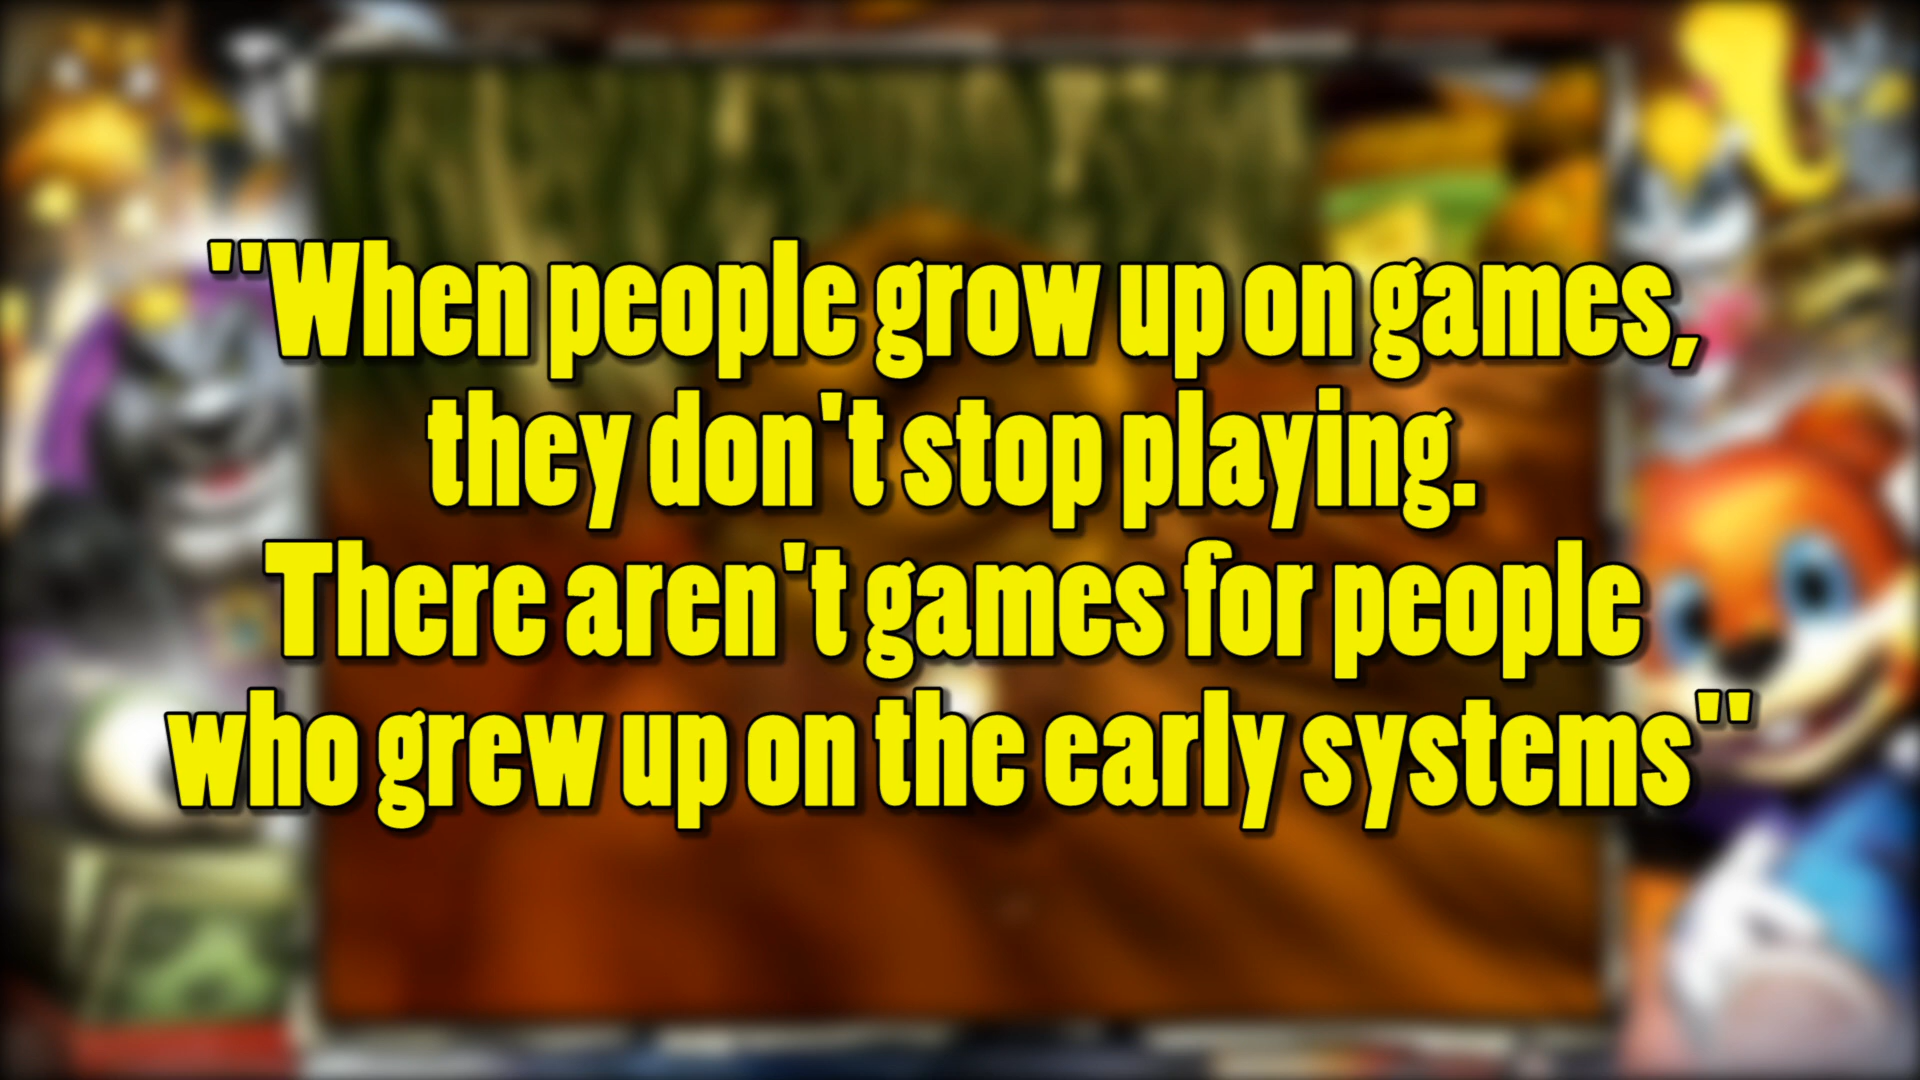 "When people grow up on games,
they don't stop playing.
There aren't games for people
who grew up on the early systems"